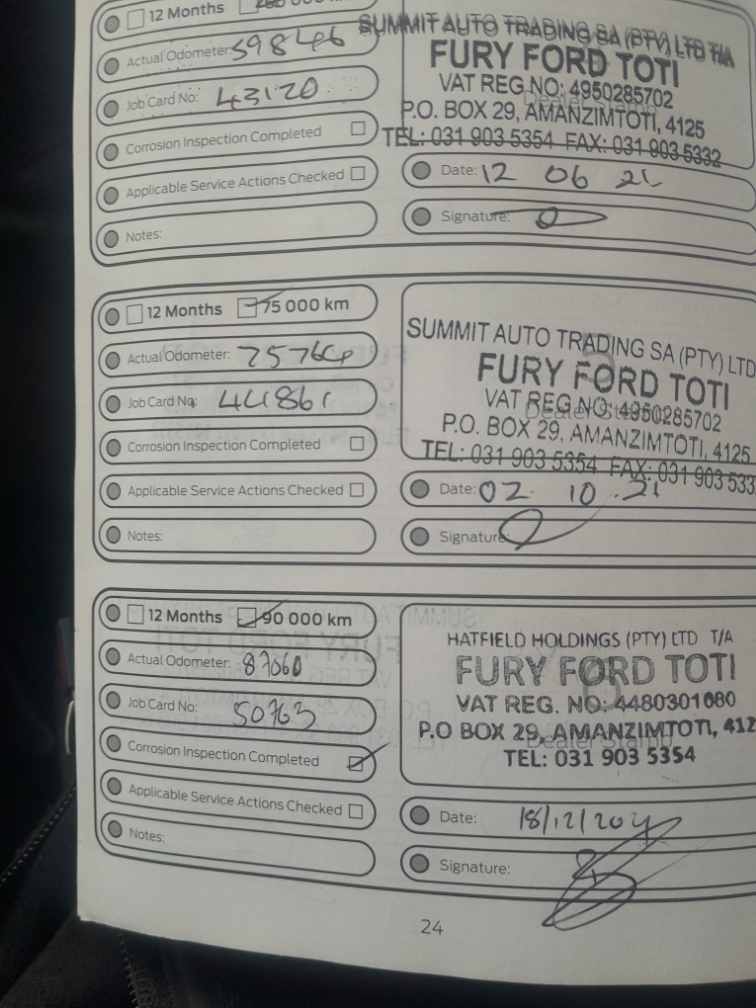 12 Months
Actual Odometer: 59846
Job Card No: 43120
Corrosion Inspection Completed
Applicable Service Actions Checked
Notes:
SUMMIT AUTO TRADING SA (PTY) LTD T/A
FURY FORD TOTI
VAT REG NO: 4950285702
P.O. BOX 29, AMANZIMTOTI, 4125
TEL: 031 903 5354 FAX: 031 903 5332
Date: 12 06 21
Signature:
12 Months 75 000 km
Actual Odometer:
Job Card No:
Corrosion Inspection Completed
Applicable Service Actions Checked
Notes:
SUMMIT AUTO TRADING SA (PTY) LTD
FURY FORD TOTI
VAT REG NO: 4950285702
Dealer Stamp
P.O. BOX 29, AMANZIMTOTI, 4125
TEL: 031 903 5354 FAX: 031 903 533
Date: 02. 10 .21
Signature:
12 Months 90 000 km
Actual Odometer: 87060
Job Card No: 50763
Corrosion Inspection Completed
Applicable Service Actions Checked
Notes:
HATFIELD HOLDINGS (PTY) LTD T/A
FURY FORD TOTI
VAT REG. NO: 4480301080
P.O BOX 29, AMANZIMTOTI, 412
Dealer Stamp
TEL: 031 903 5354
Date: 18/12/202
Signature:
24